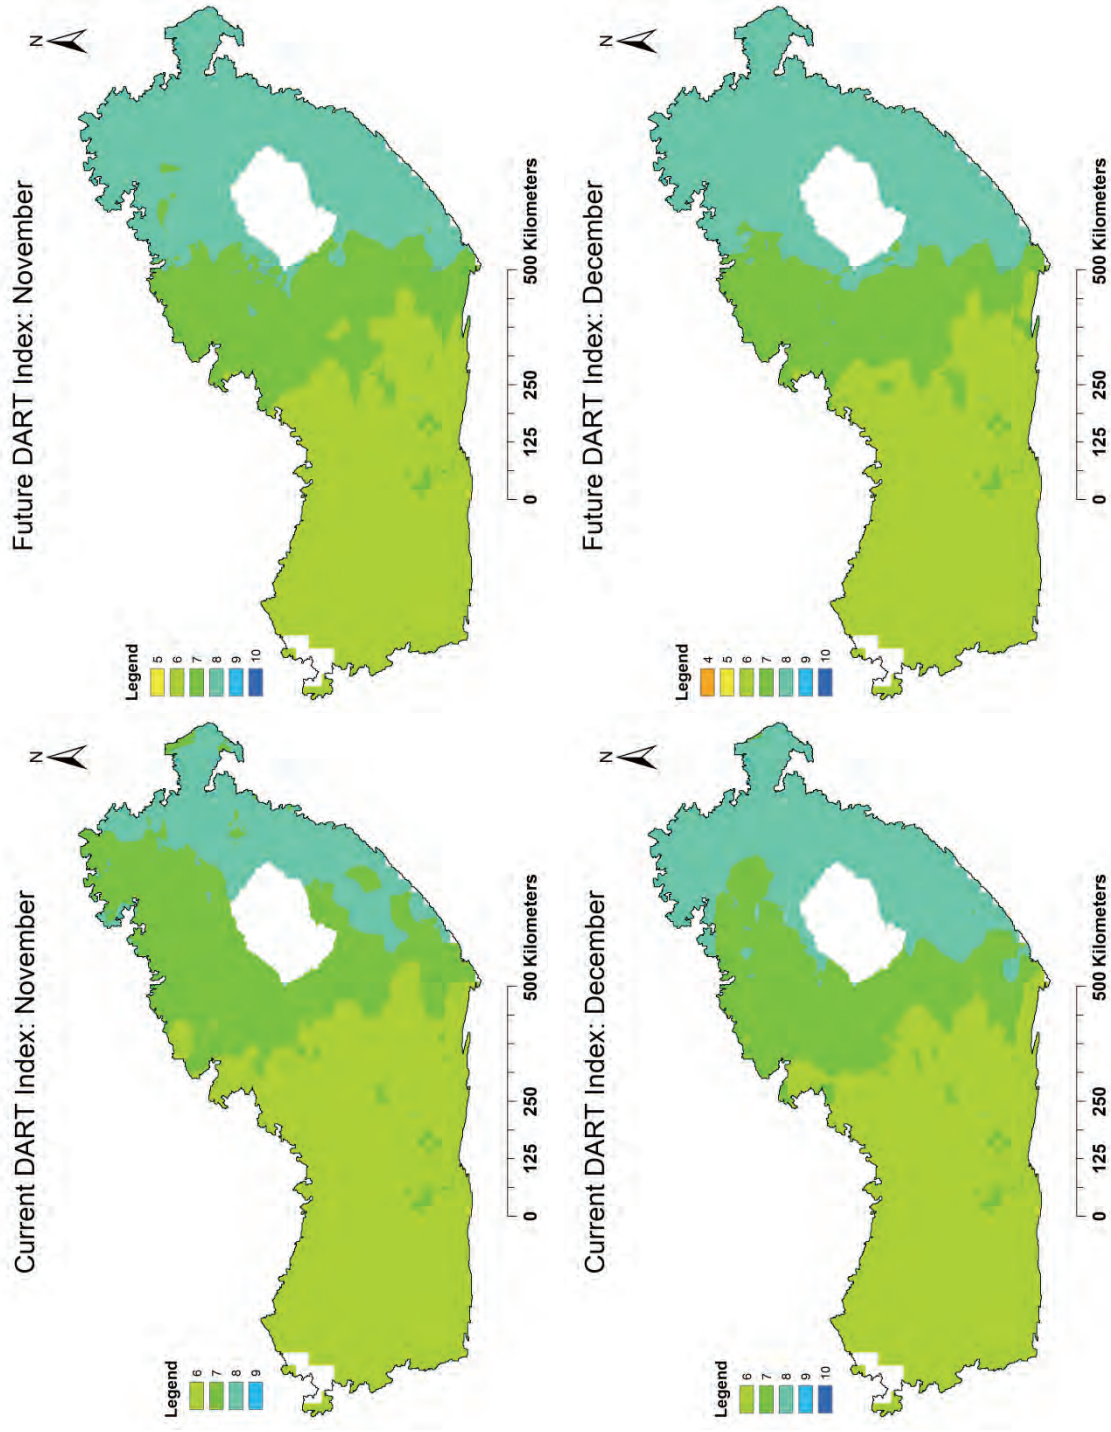 Current DART Index: November
N
Legend
6
7
8
9
0 125 250 500 Kilometers
Future DART Index: November
N
Legend
5
6
7
8
9
10
0 125 250 500 Kilometers
Current DART Index: December
N
Legend
6
7
8
9
10
0 125 250 500 Kilometers
Future DART Index: December
N
Legend
4
5
6
7
8
9
10
0 125 250 500 Kilometers